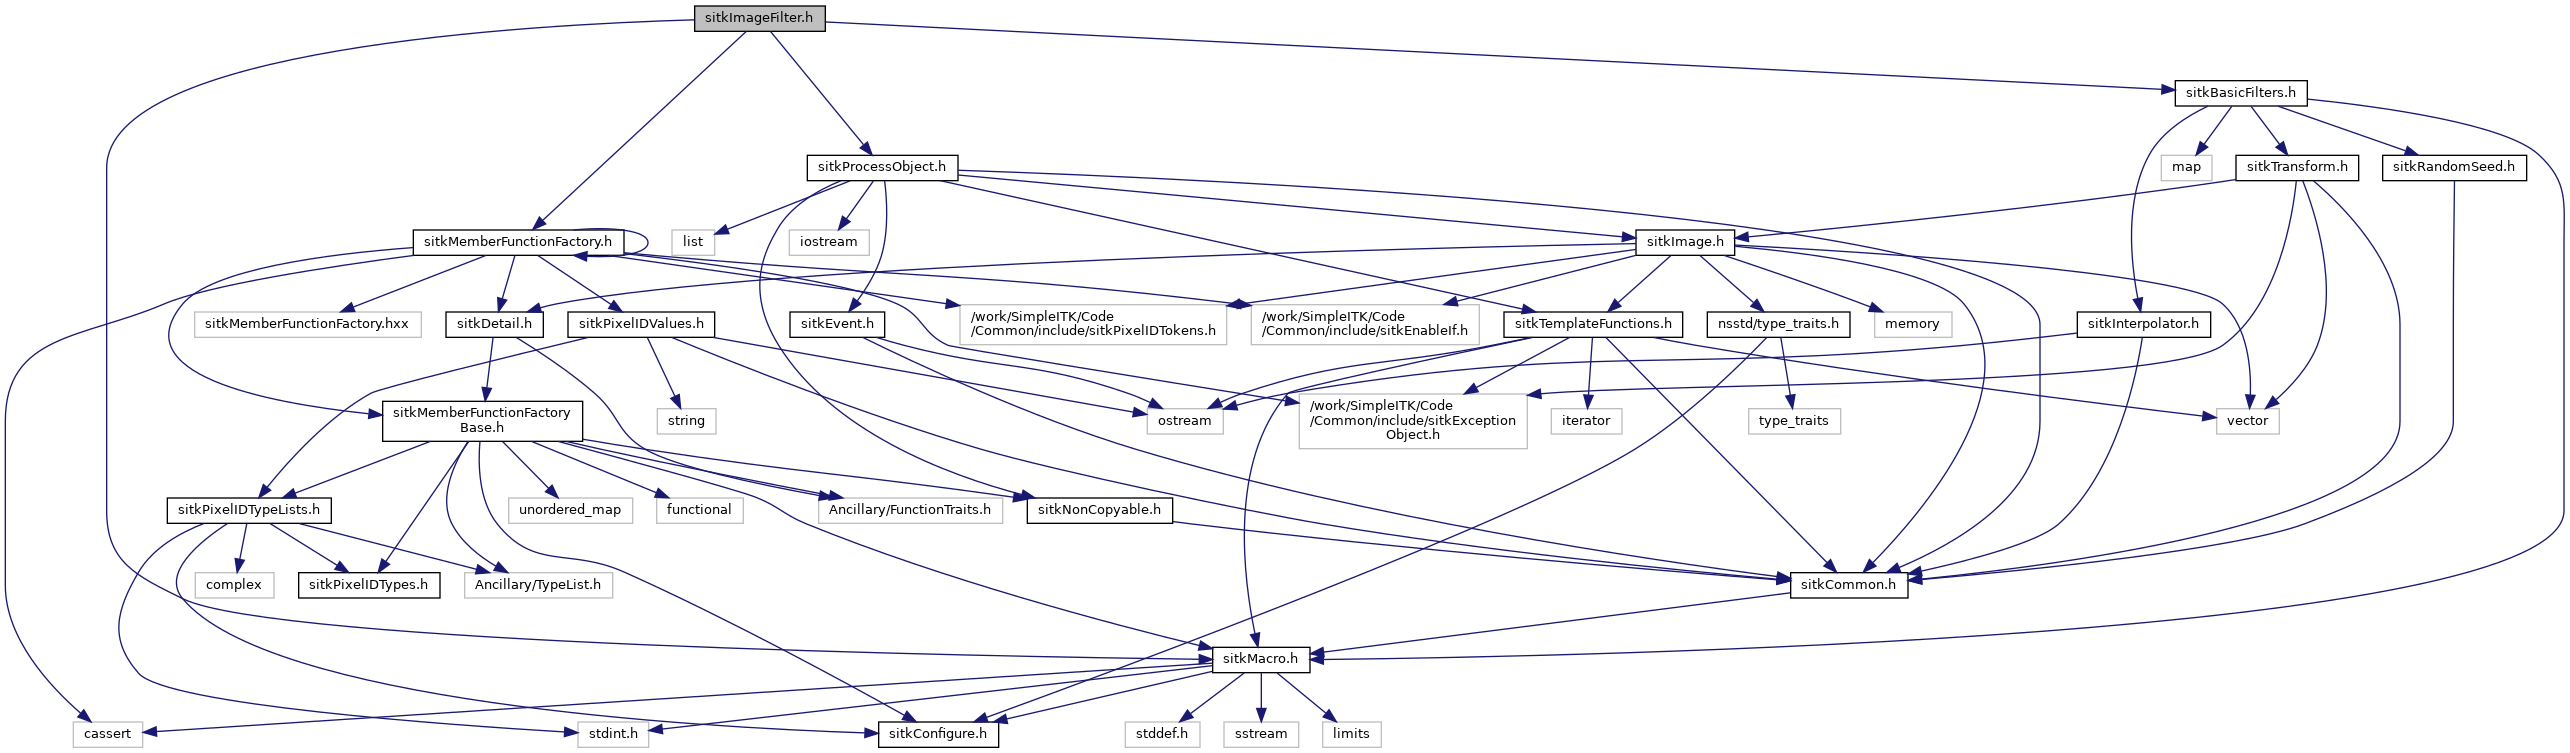 sitkImageFilter.h
sitkBasicFilters.h
sitkProcessObject.h
map
sitkTransform.h
sitkRandomSeed.h
sitkMemberFunctionFactory.h
list
iostream
sitkImage.h
sitkMemberFunctionFactory.hxx
sitkDetail.h
sitkPixelIDValues.h
sitkEvent.h
/work/SimpleITK/Code
/Common/include/sitkPixelIDTokens.h
/work/SimpleITK/Code
/Common/include/sitkEnableIf.h
sitkTemplateFunctions.h
nsstd/type_traits.h
memory
sitkInterpolator.h
sitkMemberFunctionFactory
Base.h
string
ostream
/work/SimpleITK/Code
/Common/include/sitkException
Object.h
iterator
type_traits
vector
sitkPixelIDTypeLists.h
unordered_map
functional
Ancillary/FunctionTraits.h
sitkNonCopyable.h
complex
sitkPixelIDTypes.h
Ancillary/TypeList.h
sitkCommon.h
sitkMacro.h
cassert
stdint.h
sitkConfigure.h
stddef.h
sstream
limits